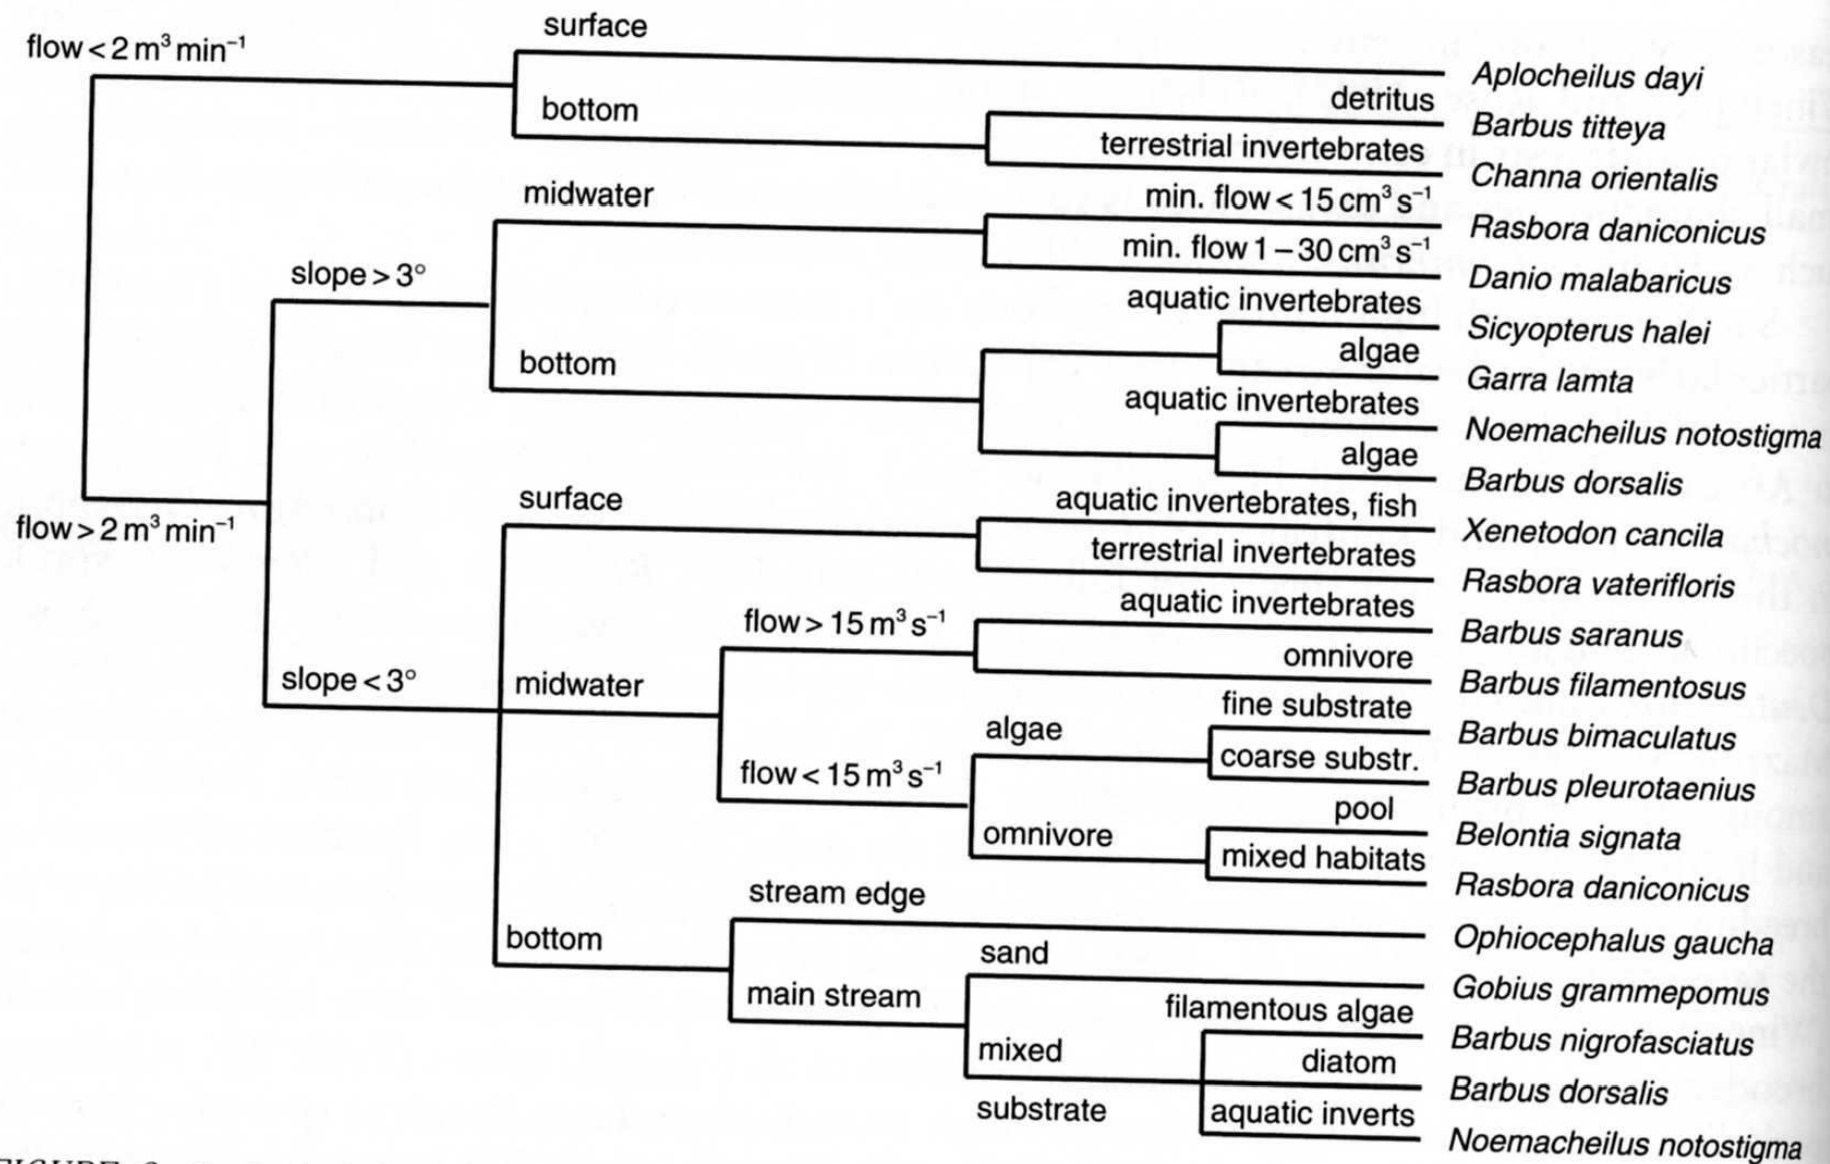 surface
flow < 2 m³ min⁻¹
Aplocheilus dayi
detritus
bottom
Barbus titteya
terrestrial invertebrates
Channa orientalis
midwater
min. flow < 15 cm³ s⁻¹
Rasbora daniconicus
min. flow 1 – 30 cm³ s⁻¹
slope > 3°
Danio malabaricus
aquatic invertebrates
Sicyopterus halei
bottom
algae
Garra lamta
aquatic invertebrates
Noemacheilus notostigma
algae
Barbus dorsalis
surface
aquatic invertebrates, fish
flow > 2 m³ min⁻¹
Xenetodon cancila
terrestrial invertebrates
Rasbora vaterifloris
aquatic invertebrates
flow > 15 m³ s⁻¹
Barbus saranus
omnivore
slope < 3°
midwater
Barbus filamentosus
fine substrate
algae
Barbus bimaculatus
flow < 15 m³ s⁻¹
coarse substr.
Barbus pleurotaenius
pool
omnivore
Belontia signata
mixed habitats
Rasbora daniconicus
stream edge
bottom
Ophiocephalus gaucha
sand
main stream
Gobius grammepomus
filamentous algae
mixed
Barbus nigrofasciatus
diatom
Barbus dorsalis
substrate
aquatic inverts
Noemacheilus notostigma